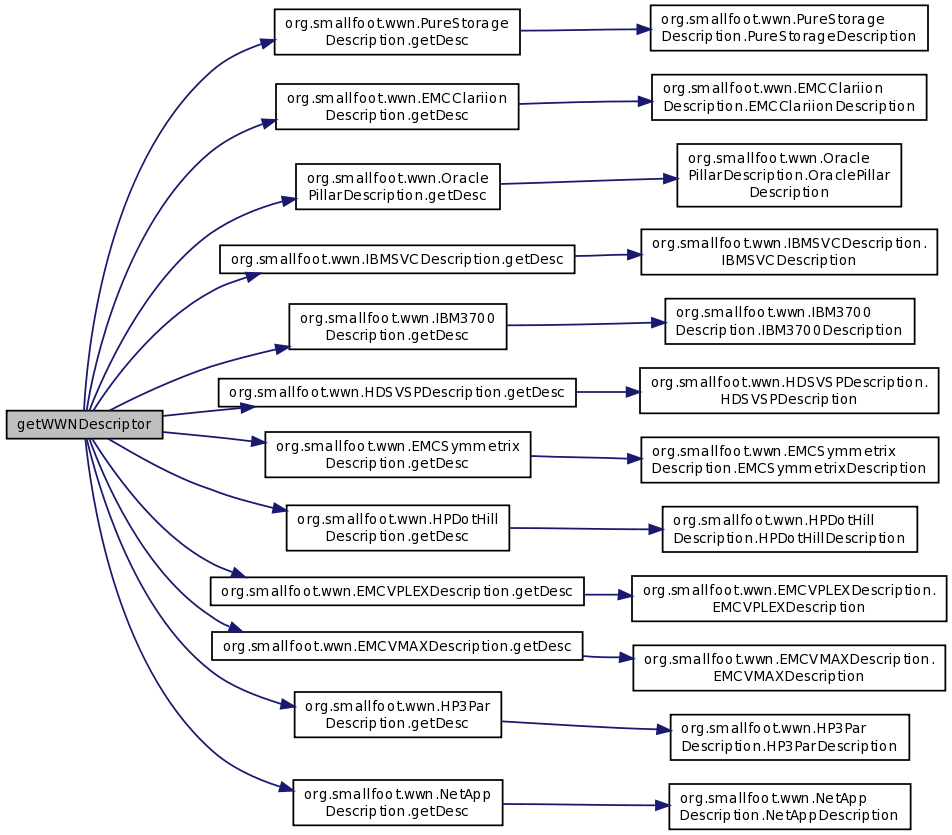 getWWNDescriptor
org.smallfoot.wwn.PureStorage
Description.getDesc
org.smallfoot.wwn.PureStorage
Description.PureStorageDescription
org.smallfoot.wwn.EMCClariion
Description.getDesc
org.smallfoot.wwn.EMCClariion
Description.EMCClariionDescription
org.smallfoot.wwn.Oracle
PillarDescription.getDesc
org.smallfoot.wwn.Oracle
PillarDescription.OraclePillar
Description
org.smallfoot.wwn.IBMSVCDescription.getDesc
org.smallfoot.wwn.IBMSVCDescription.
IBMSVCDescription
org.smallfoot.wwn.IBM3700
Description.getDesc
org.smallfoot.wwn.IBM3700
Description.IBM3700Description
org.smallfoot.wwn.HDSVSPDescription.getDesc
org.smallfoot.wwn.HDSVSPDescription.
HDSVSPDescription
org.smallfoot.wwn.EMCSymmetrix
Description.getDesc
org.smallfoot.wwn.EMCSymmetrix
Description.EMCSymmetrixDescription
org.smallfoot.wwn.HPDotHill
Description.getDesc
org.smallfoot.wwn.HPDotHill
Description.HPDotHillDescription
org.smallfoot.wwn.EMCVPLEXDescription.getDesc
org.smallfoot.wwn.EMCVPLEXDescription.
EMCVPLEXDescription
org.smallfoot.wwn.EMCVMAXDescription.getDesc
org.smallfoot.wwn.EMCVMAXDescription.
EMCVMAXDescription
org.smallfoot.wwn.HP3Par
Description.getDesc
org.smallfoot.wwn.HP3Par
Description.HP3ParDescription
org.smallfoot.wwn.NetApp
Description.getDesc
org.smallfoot.wwn.NetApp
Description.NetAppDescription